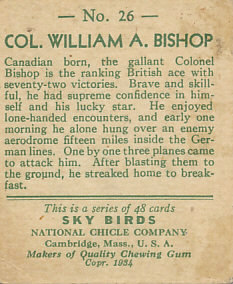 No. 26
COL. WILLIAM A. BISHOP
Canadian born, the gallant Colonel
Bishop is the ranking British ace with
seventy-two victories. Brave and skill-
ful, he had supreme confidence in him-
self and his lucky star. He enjoyed
lone-handed encounters, and early one
morning he alone hung over an enemy
aerodrome fifteen miles inside the Ger-
man lines. One by one three planes came
to attack him. After blasting them to
the ground, he streaked home to break-
fast.
This is a series of 48 cards
SKY BIRDS
NATIONAL CHICLE COMPANY
Cambridge, Mass., U. S. A.
Makers of Quality Chewing Gum
Copr. 1934